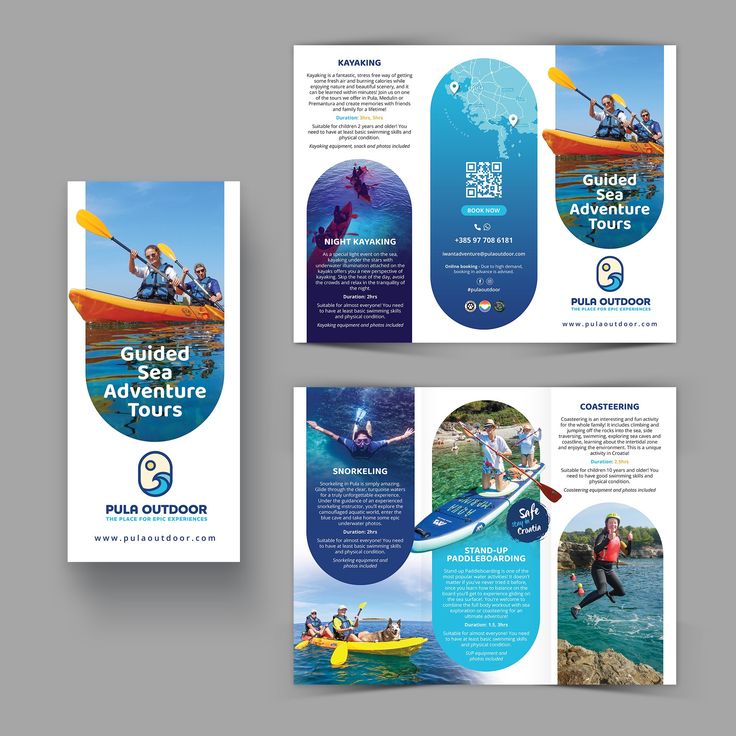 Guided
Sea
Adventure
Tours
PULA OUTDOOR
THE PLACE FOR EPIC EXPERIENCES
www.pulaoutdoor.com
KAYAKING
Kayaking is a fantastic, stress free way of getting
some fresh air and burning calories while
enjoying nature and beautiful scenery, and it
can be learned within minutes! Join us on one
of the tours we offer in Pula, Medulin or
Premantura and create memories with friends
and family for a lifetime!
Duration: 3hrs, 5hrs
Suitable for children 2 years and older! You
need to have at least basic swimming skills and
physical condition.
Kayaking equipment, snack and photos included
NIGHT KAYAKING
As a special light event on the sea,
kayaking under the stars with
underwater illumination attached on the
kayaks offers you a new perspective of
kayaking. Skip the heat of the day, avoid
the crowds and relax in the tranquility of
the night.
Duration: 2hrs
Suitable for almost everyone! You need
to have at least basic swimming skills
and physical condition.
Kayaking equipment and photos included
BOOK NOW
+385 97 708 6181
iwantadventure@pulaoutdoor.com
Online booking - Due to high demand,
booking in advance is advised.
#pulaoutdoor
Guided
Sea
Adventure
Tours
PULA OUTDOOR
THE PLACE FOR EPIC EXPERIENCES
www.pulaoutdoor.com
SNORKELING
Snorkeling in Pula is simply amazing.
Glide through the clear, turquoise waters
for a truly unforgettable experience.
Under the guidance of an experienced
snorkeling instructor, you'll explore the
camouflaged aquatic world, enter the
blue cave and take home some epic
underwater photos.
Duration: 2hrs
Suitable for almost everyone! You need
to have at least basic swimming skills
and physical condition.
Snorkeling equipment and
photos included
Safe
stay in
Croatia
STAND-UP
PADDLEBOARDING
Stand-up Paddleboarding is one of the
most popular water activities! It doesn't
matter if you've never tried it before,
once you learn how to balance on the
board you'll get to experience gliding on
the sea surface! You're welcome to
combine the full body workout with sea
exploration or coasteering for an
ultimate adventure!
Duration: 1.5, 3hrs
Suitable for almost everyone! You need
to have at least basic swimming skills
and physical condition.
SUP equipment and
photos included
COASTEERING
Coasteering is an interesting and fun activity
for the whole family! It includes climbing and
jumping off the rocks into the sea, side
traversing, swimming, exploring sea caves and
coastline, learning about the intertidal zone
and enjoying the environment. This is a unique
activity in Croatia!
Duration: 2,5hrs
Suitable for children 10 years and older! You
need to have good swimming skills and
physical condition.
Coasteering equipment and photos included